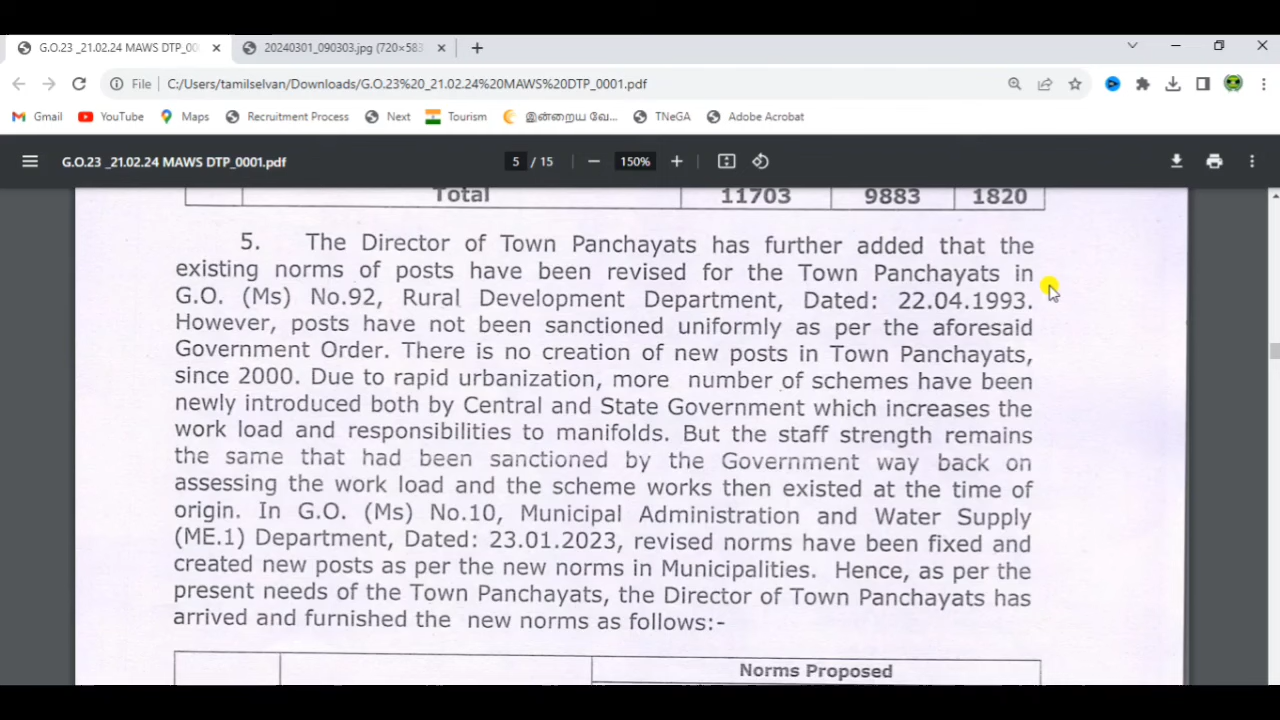 G.O.23 _21.02.24 MAWS DTP_00
20240301_090303.jpg (720×583
File
C:/Users/tamilselvan/Downloads/G.O.23%20_21.02.24%20MAWS%20DTP_0001.pdf
Gmail YouTube Maps Recruitment Process Next Tourism இன்றைய வே... TNeGA Adobe Acrobat
G.O.23 _21.02.24 MAWS DTP_0001.pdf 5 / 15 150%
Total 11703 9883 1820
5. The Director of Town Panchayats has further added that the
existing norms of posts have been revised for the Town Panchayats in
G.O. (Ms) No.92, Rural Development Department, Dated: 22.04.1993.
However, posts have not been sanctioned uniformly as per the aforesaid
Government Order. There is no creation of new posts in Town Panchayats,
since 2000. Due to rapid urbanization, more number of schemes have been
newly introduced both by Central and State Government which increases the
work load and responsibilities to manifolds. But the staff strength remains
the same that had been sanctioned by the Government way back on
assessing the work load and the scheme works then existed at the time of
origin. In G.O. (Ms) No.10, Municipal Administration and Water Supply
(ME.1) Department, Dated: 23.01.2023, revised norms have been fixed and
created new posts as per the new norms in Municipalities. Hence, as per the
present needs of the Town Panchayats, the Director of Town Panchayats has
arrived and furnished the new norms as follows:-
Norms Proposed